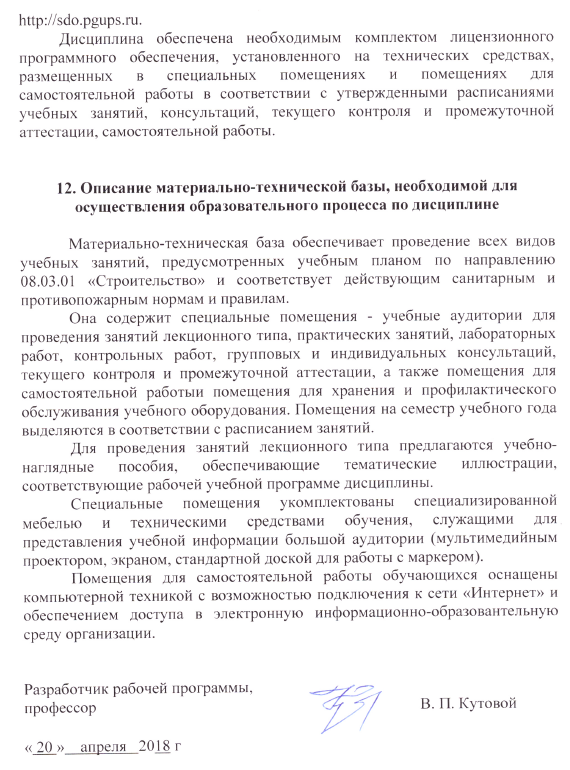 http://sdo.pgups.ru.
Дисциплина обеспечена необходимым комплектом лицензионного
программного обеспечения, установленного на технических средствах,
размещенных в специальных помещениях и помещениях для
самостоятельной работы в соответствии с утвержденными расписаниями
учебных занятий, консультаций, текущего контроля и промежуточной
аттестации, самостоятельной работы.
12. Описание материально-технической базы, необходимой для
осуществления образовательного процесса по дисциплине
Материально-техническая база обеспечивает проведение всех видов
учебных занятий, предусмотренных учебным планом по направлению
08.03.01 «Строительство» и соответствует действующим санитарным и
противопожарным нормам и правилам.
Она содержит специальные помещения - учебные аудитории для
проведения занятий лекционного типа, практических занятий, лабораторных
работ, контрольных работ, групповых и индивидуальных консультаций,
текущего контроля и промежуточной аттестации, а также помещения для
самостоятельной работыи помещения для хранения и профилактического
обслуживания учебного оборудования. Помещения на семестр учебного года
выделяются в соответствии с расписанием занятий.
Для проведения занятий лекционного типа предлагаются учебно-
наглядные пособия, обеспечивающие тематические иллюстрации,
соответствующие рабочей учебной программе дисциплины.
Специальные помещения укомплектованы специализированной
мебелью и техническими средствами обучения, служащими для
представления учебной информации большой аудитории (мультимедийным
проектором, экраном, стандартной доской для работы с маркером).
Помещения для самостоятельной работы обучающихся оснащены
компьютерной техникой с возможностью подключения к сети «Интернет» и
обеспечением доступа в электронную информационно-образовательную
среду организации.
Разработчик рабочей программы,
профессор В. П. Кутовой
« 20 » апреля 2018 г